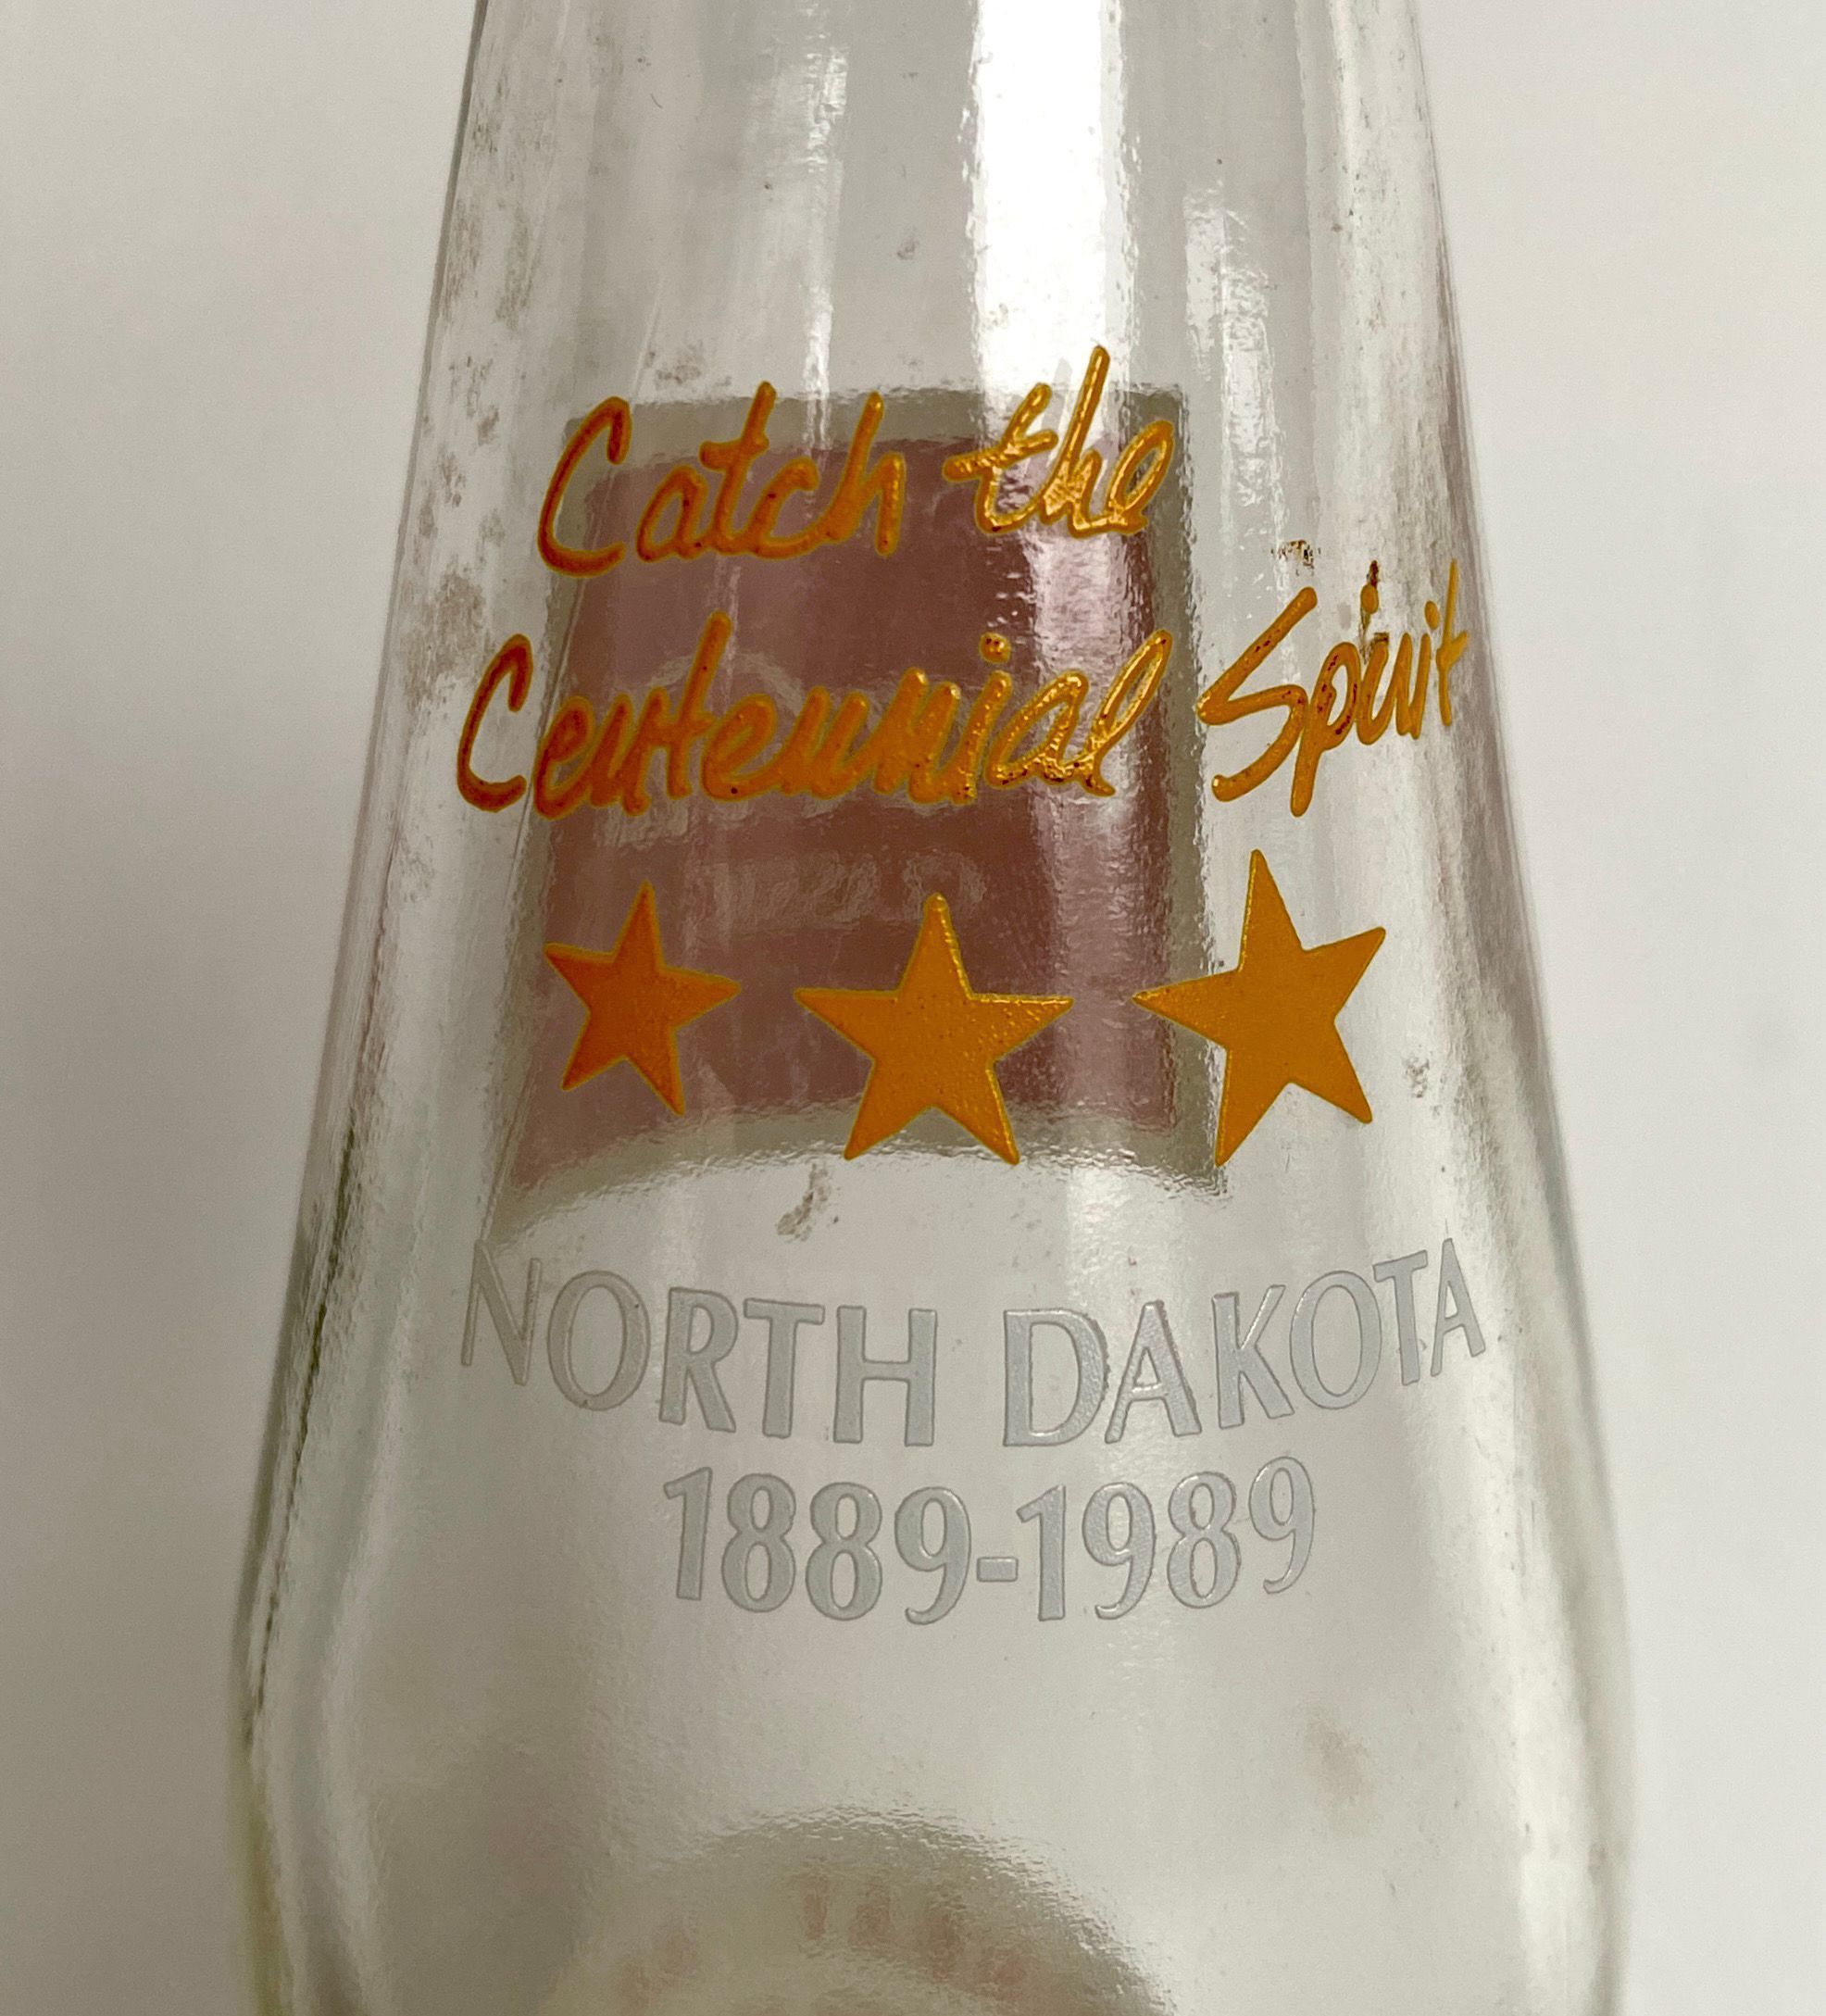 Catch the
Centennial Spirit
NORTH DAKOTA
1889-1989